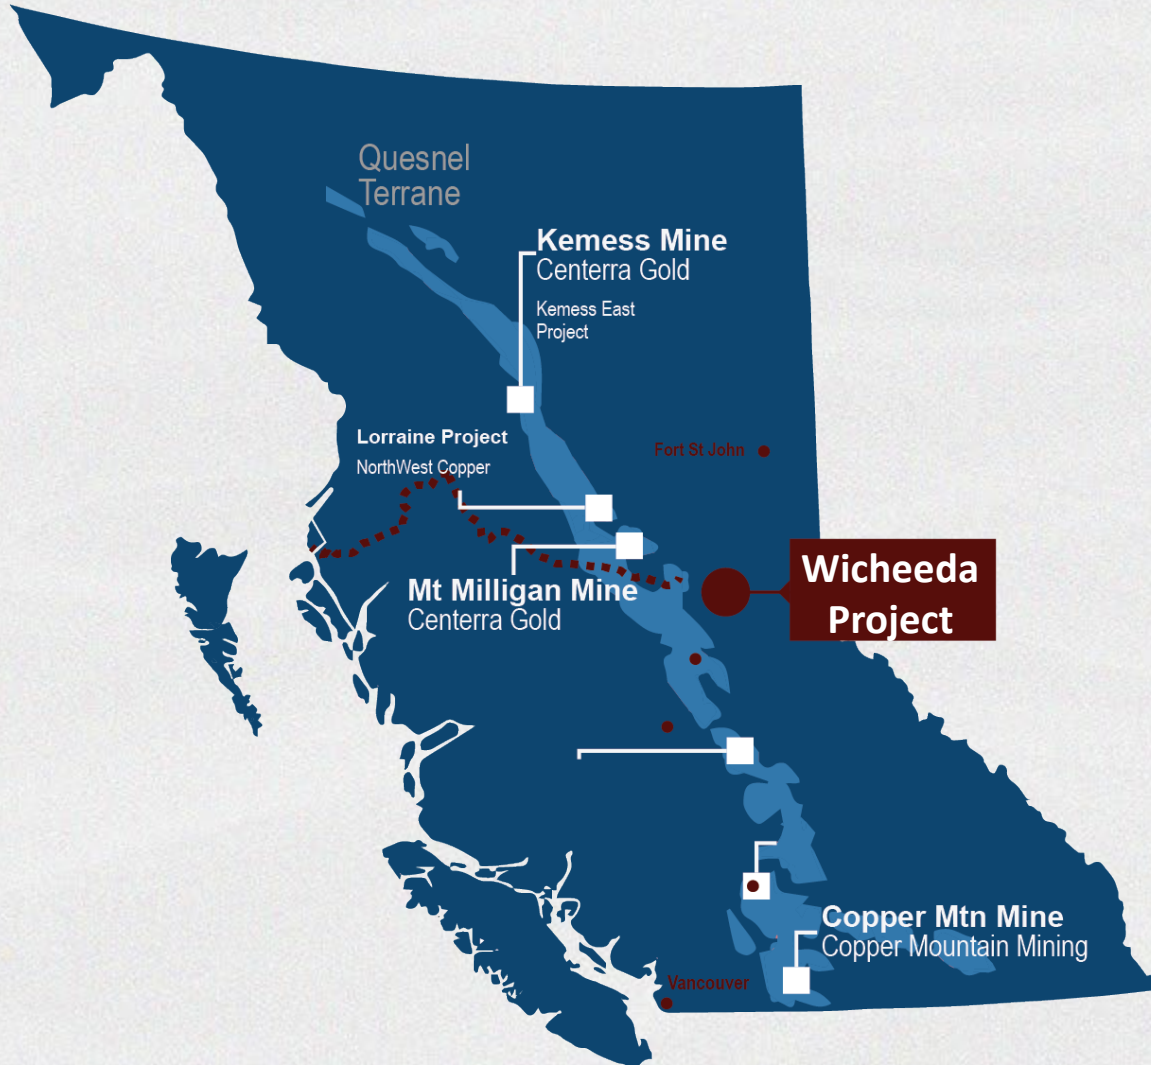 Quesnel
Terrane
Kemess Mine
Centerra Gold
Kemess East
Project
Lorraine Project
NorthWest Copper
Fort St John
Wicheeda
Project
Mt Milligan Mine
Centerra Gold
Copper Mtn Mine
Copper Mountain Mining
Vancouver